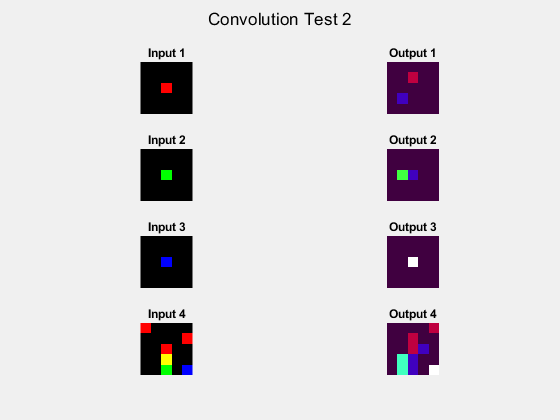 Convolution Test 2
Input 1
Output 1
Input 2
Output 2
Input 3
Output 3
Input 4
Output 4